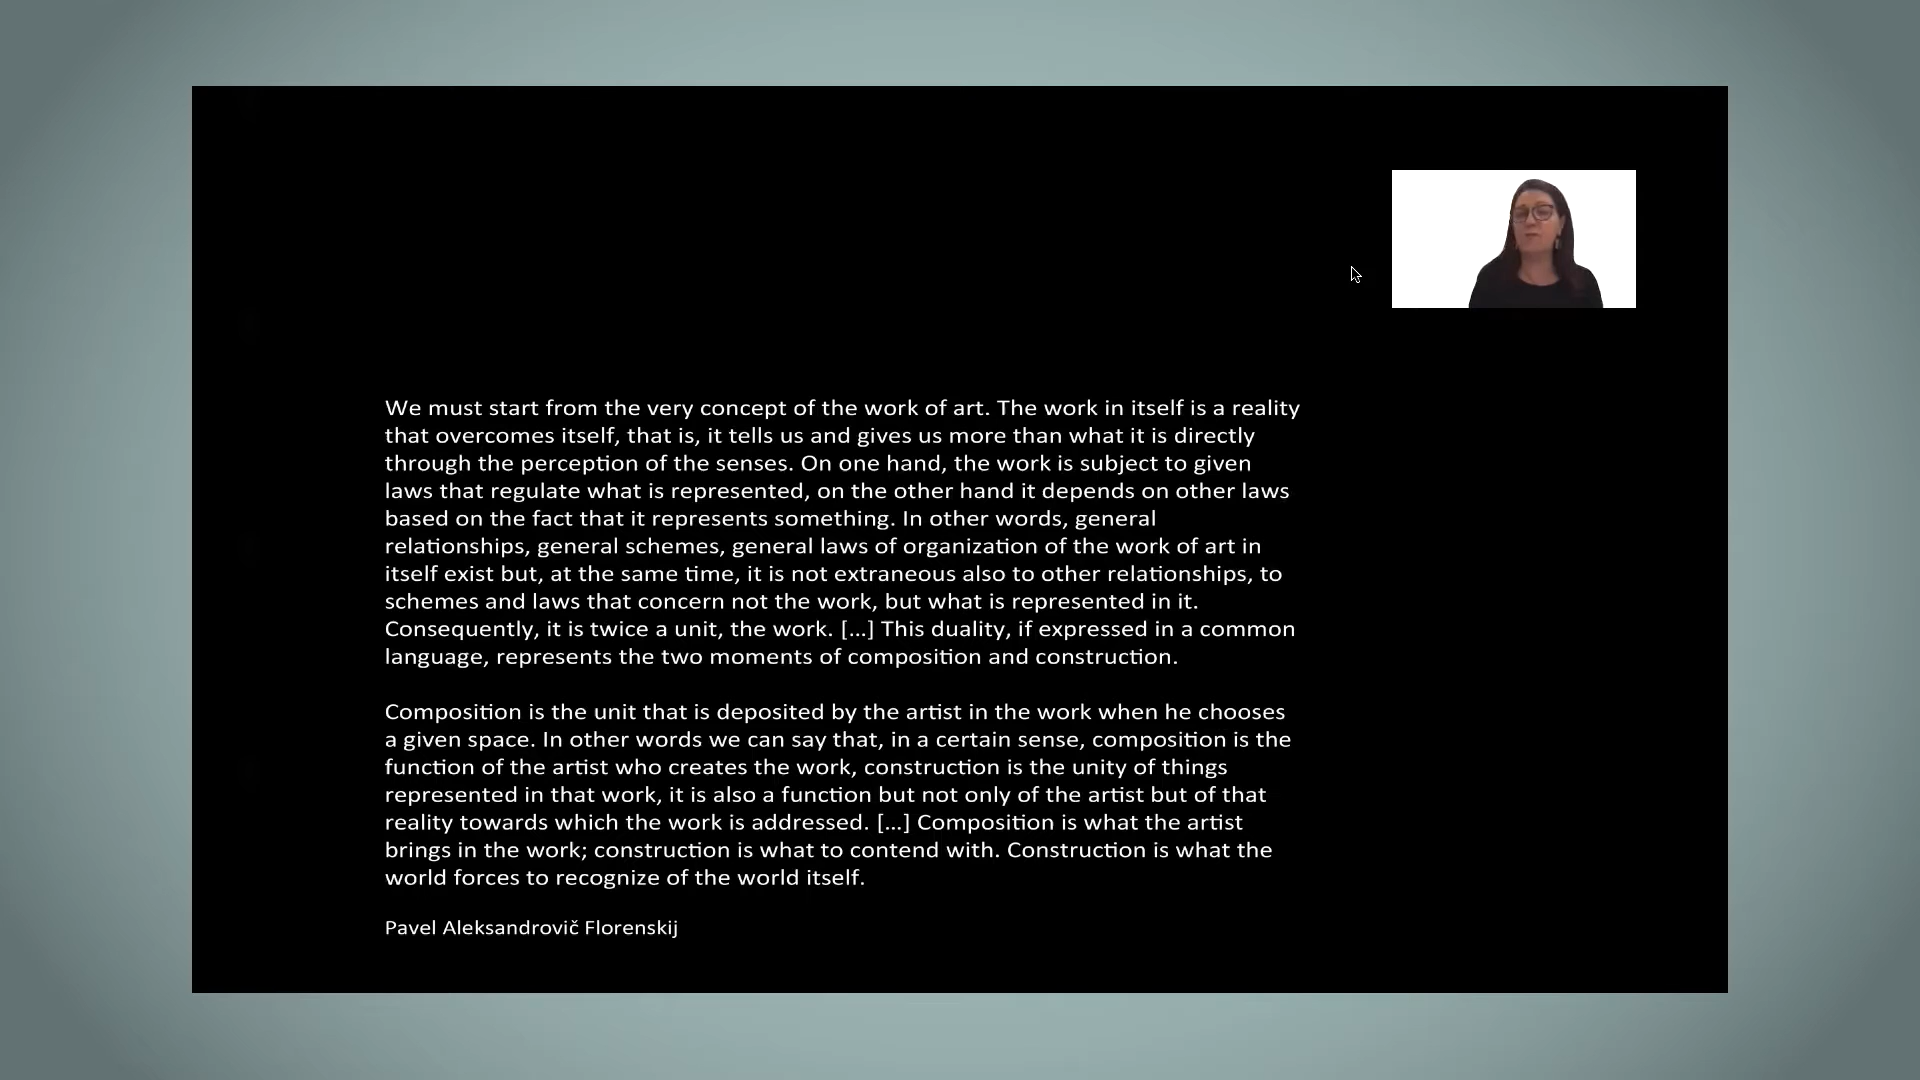 We must start from the very concept of the work of art. The work in itself is a reality
that overcomes itself, that is, it tells us and gives us more than what it is directly
through the perception of the senses. On one hand, the work is subject to given
laws that regulate what is represented, on the other hand it depends on other laws
based on the fact that it represents something. In other words, general
relationships, general schemes, general laws of organization of the work of art in
itself exist but, at the same time, it is not extraneous also to other relationships, to
schemes and laws that concern not the work, but what is represented in it.
Consequently, it is twice a unit, the work. [...] This duality, if expressed in a common
language, represents the two moments of composition and construction.
Composition is the unit that is deposited by the artist in the work when he chooses
a given space. In other words we can say that, in a certain sense, composition is the
function of the artist who creates the work, construction is the unity of things
represented in that work, it is also a function but not only of the artist but of that
reality towards which the work is addressed. [...] Composition is what the artist
brings in the work; construction is what to contend with. Construction is what the
world forces to recognize of the world itself.
Pavel Aleksandrovič Florenskij